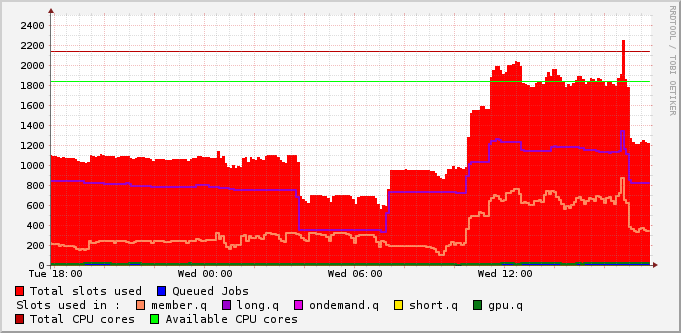 2400
2200
2000
1800
1600
1400
1200
1000
800
600
400
200
0
Tue 18:00 Wed 00:00 Wed 06:00 Wed 12:00
Total slots used Queued Jobs
Slots used in : member.q long.q ondemand.q short.q gpu.q
Total CPU cores Available CPU cores
RRDTOOL / TOBI OETIKER